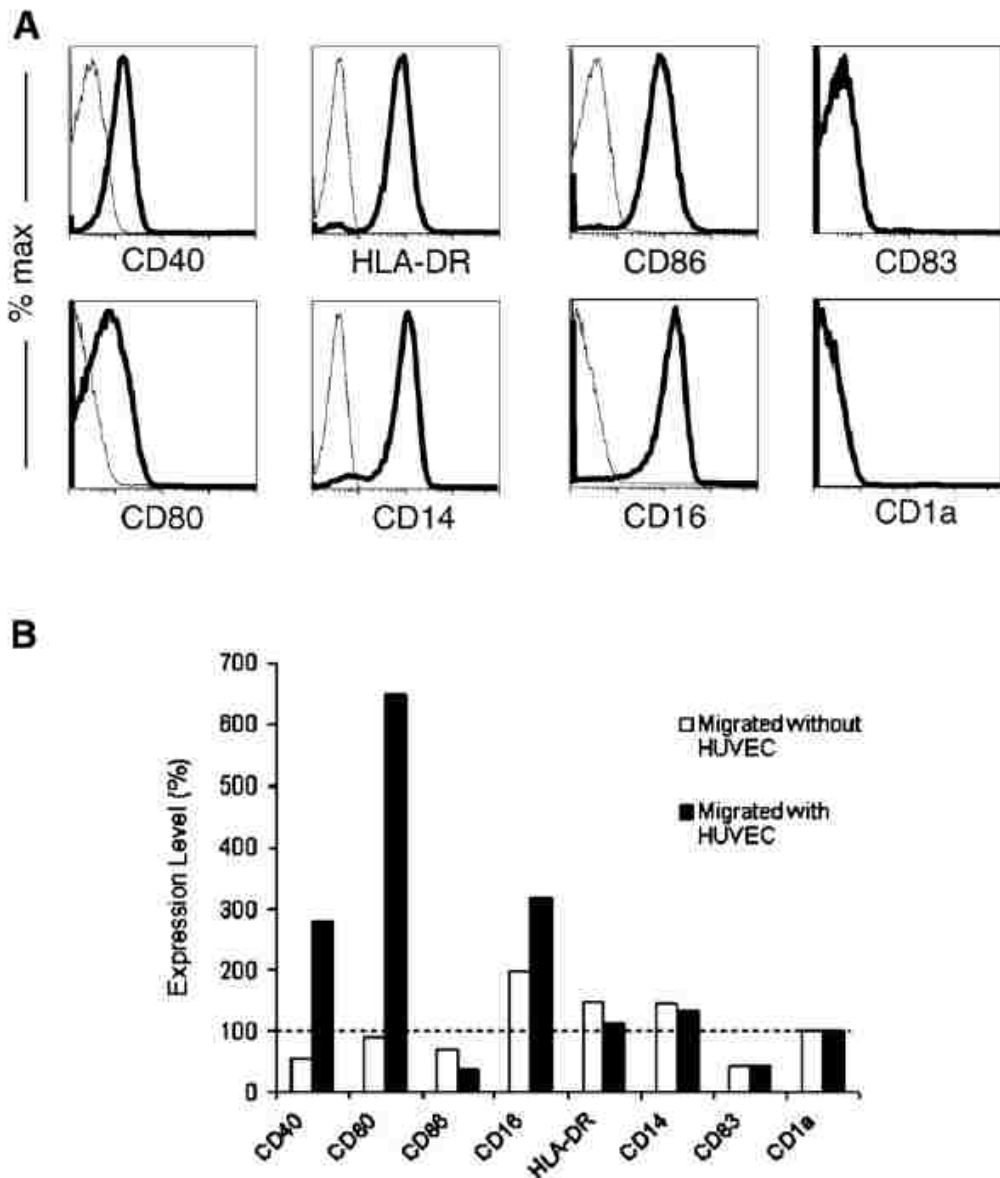 A
% max
CD40
HLA-DR
CD86
CD83
CD80
CD14
CD16
CD1a
B
Expression Level (%)
700
600
500
400
300
200
100
0
Migrated without
HUVEC
Migrated with
HUVEC
CD40
CD80
CD86
CD16
HLA-DR
CD14
CD83
CD1a